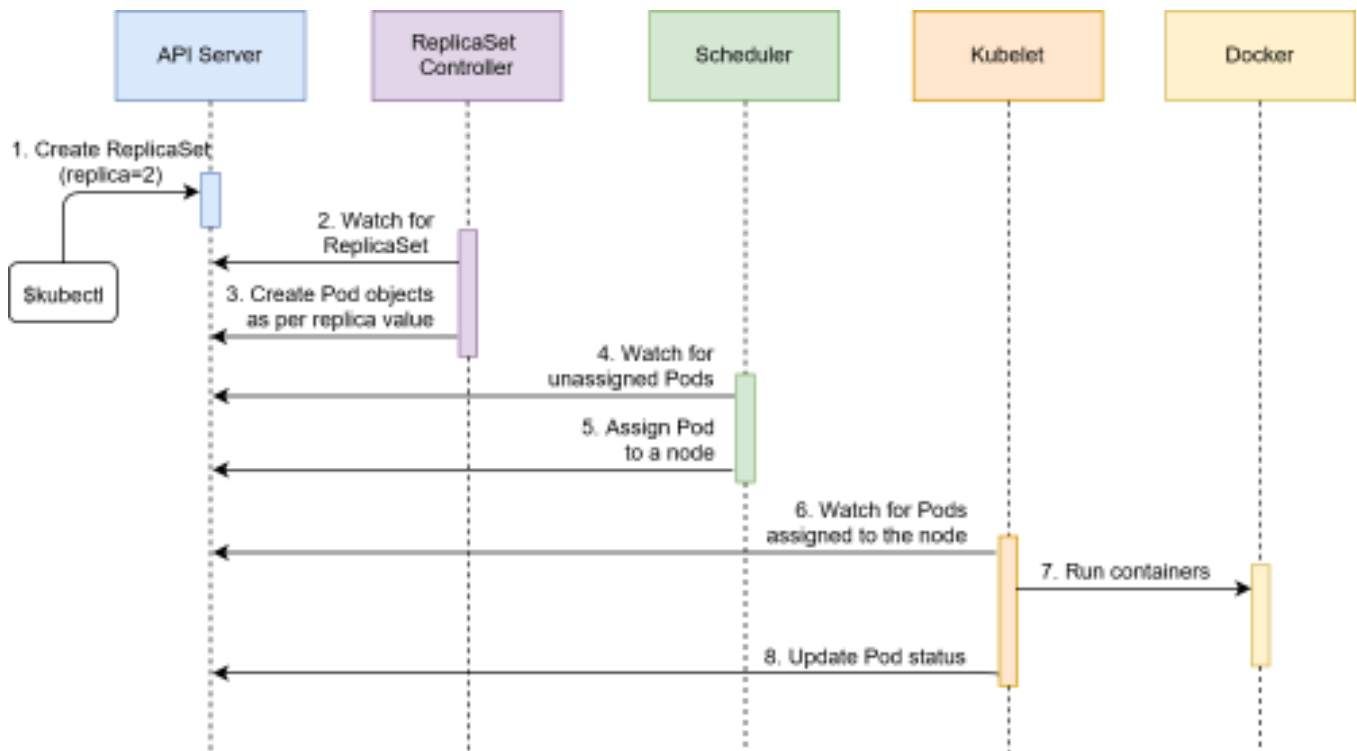 API Server
ReplicaSet
Controller
Scheduler
Kubelet
Docker
1. Create ReplicaSet
(replica=2)
$kubectl
2. Watch for
ReplicaSet
3. Create Pod objects
as per replica value
4. Watch for
unassigned Pods
5. Assign Pod
to a node
6. Watch for Pods
assigned to the node
7. Run containers
8. Update Pod status